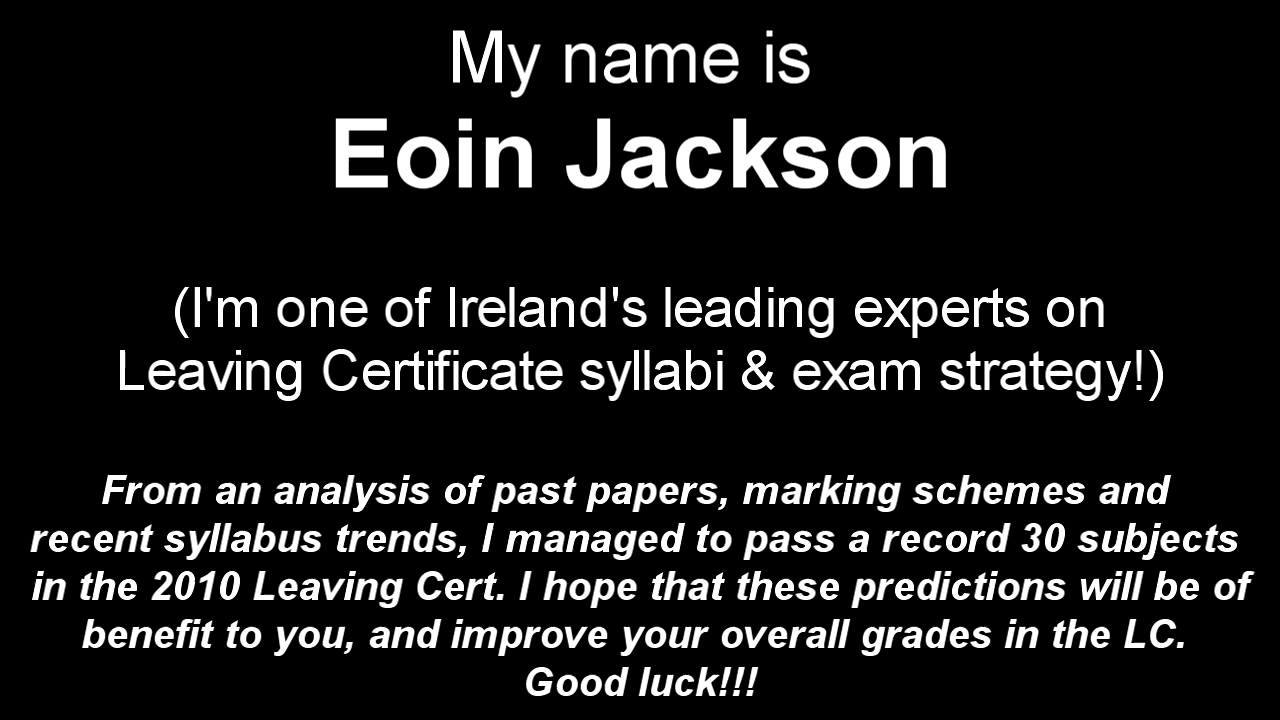 My name is
Eoin Jackson
(I'm one of Ireland's leading experts on
Leaving Certificate syllabi & exam strategy!)
From an analysis of past papers, marking schemes and
recent syllabus trends, I managed to pass a record 30 subjects
in the 2010 Leaving Cert. I hope that these predictions will be of
benefit to you, and improve your overall grades in the LC.
Good luck!!!